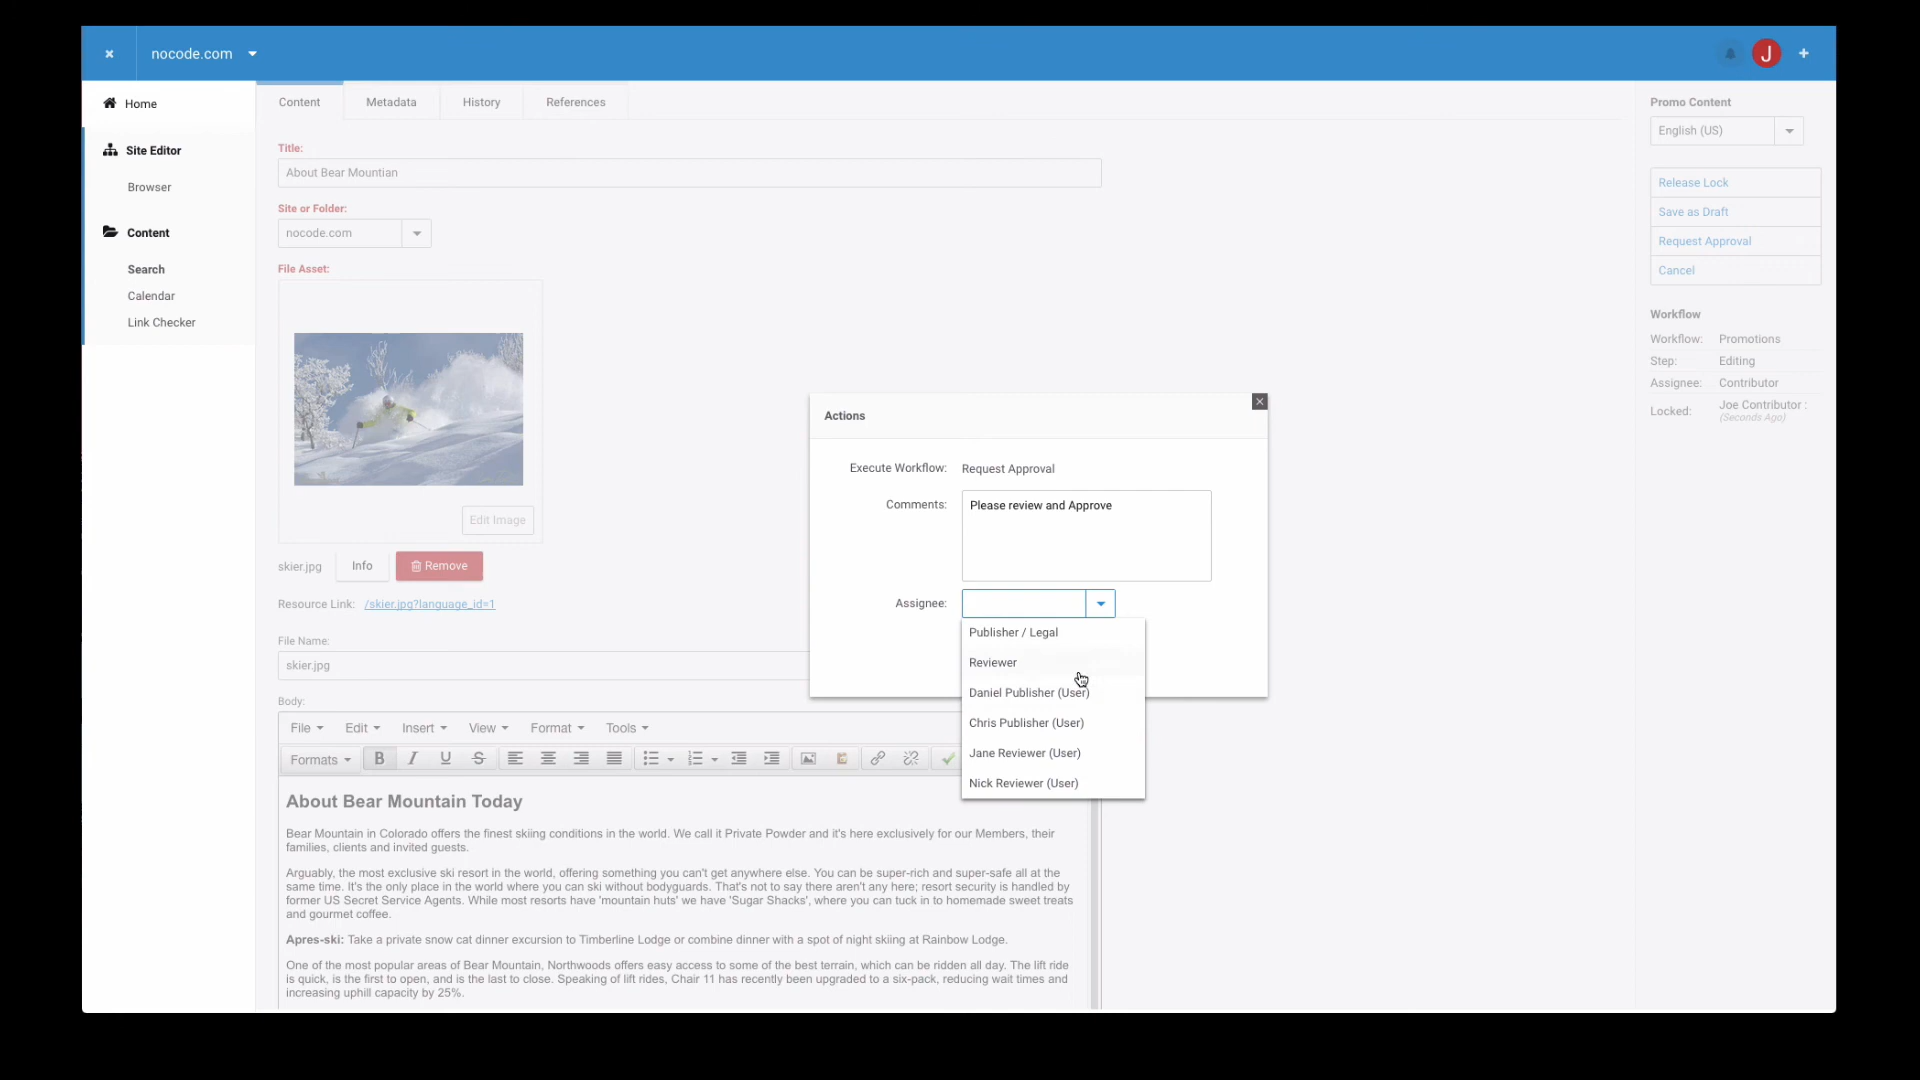 nocode.com
J
Home
Site Editor
Browser
Content
Search
Calendar
Link Checker
Content
Metadata
History
References
Title:
About Bear Mountian
Site or Folder:
nocode.com
File Asset:
Edit Image
skier.jpg
Info
Remove
Resource Link: /skier.jpg?language_id=1
File Name:
skier.jpg
Body:
File
Edit
Insert
View
Format
Tools
Formats
B
I
U
S
About Bear Mountain Today
Bear Mountain in Colorado offers the finest skiing conditions in the world. We call it Private Powder and it's here exclusively for our Members, their
families, clients and invited guests.
Arguably, the most exclusive ski resort in the world, offering something you can't get anywhere else. You can be super-rich and super-safe all at the
same time. It's the only place in the world where you can ski without bodyguards. That's not to say there aren't any here; resort security is handled by
former US Secret Service Agents. While most resorts have 'mountain huts' we have 'Sugar Shacks', where you can tuck in to homemade sweet treats
and gourmet coffee.
Apres-ski: Take a private snow cat dinner excursion to Timberline Lodge or combine dinner with a spot of night skiing at Rainbow Lodge.
One of the most popular areas of Bear Mountain, Northwoods offers easy access to some of the best terrain, which can be ridden all day. The lift ride
is quick, is the first to open, and is the last to close. Speaking of lift rides, Chair 11 has recently been upgraded to a six-pack, reducing wait times and
increasing uphill capacity by 25%.
Actions
Execute Workflow: Request Approval
Comments: Please review and Approve
Assignee:
Publisher / Legal
Reviewer
Daniel Publisher (User)
Chris Publisher (User)
Jane Reviewer (User)
Nick Reviewer (User)
Promo Content
English (US)
Release Lock
Save as Draft
Request Approval
Cancel
Workflow
Workflow: Promotions
Step: Editing
Assignee: Contributor
Locked: Joe Contributor :
(Seconds Ago)